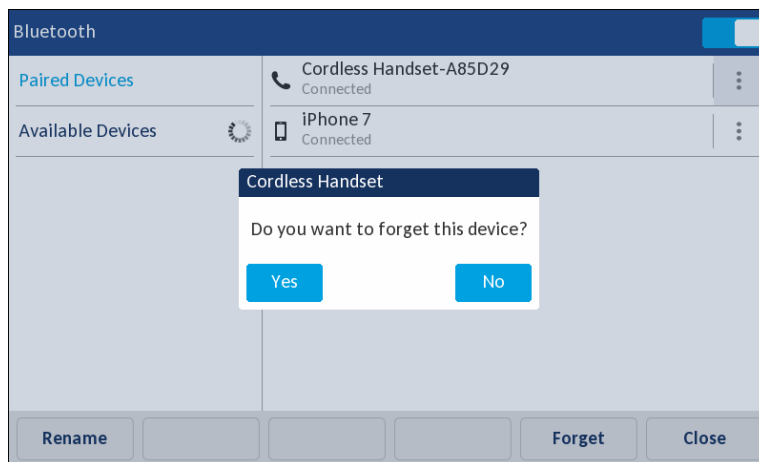 Bluetooth
Paired Devices
Available Devices
Cordless Handset-A85D29
Connected
iPhone 7
Connected
Cordless Handset
Do you want to forget this device?
Yes
No
Rename
Forget
Close